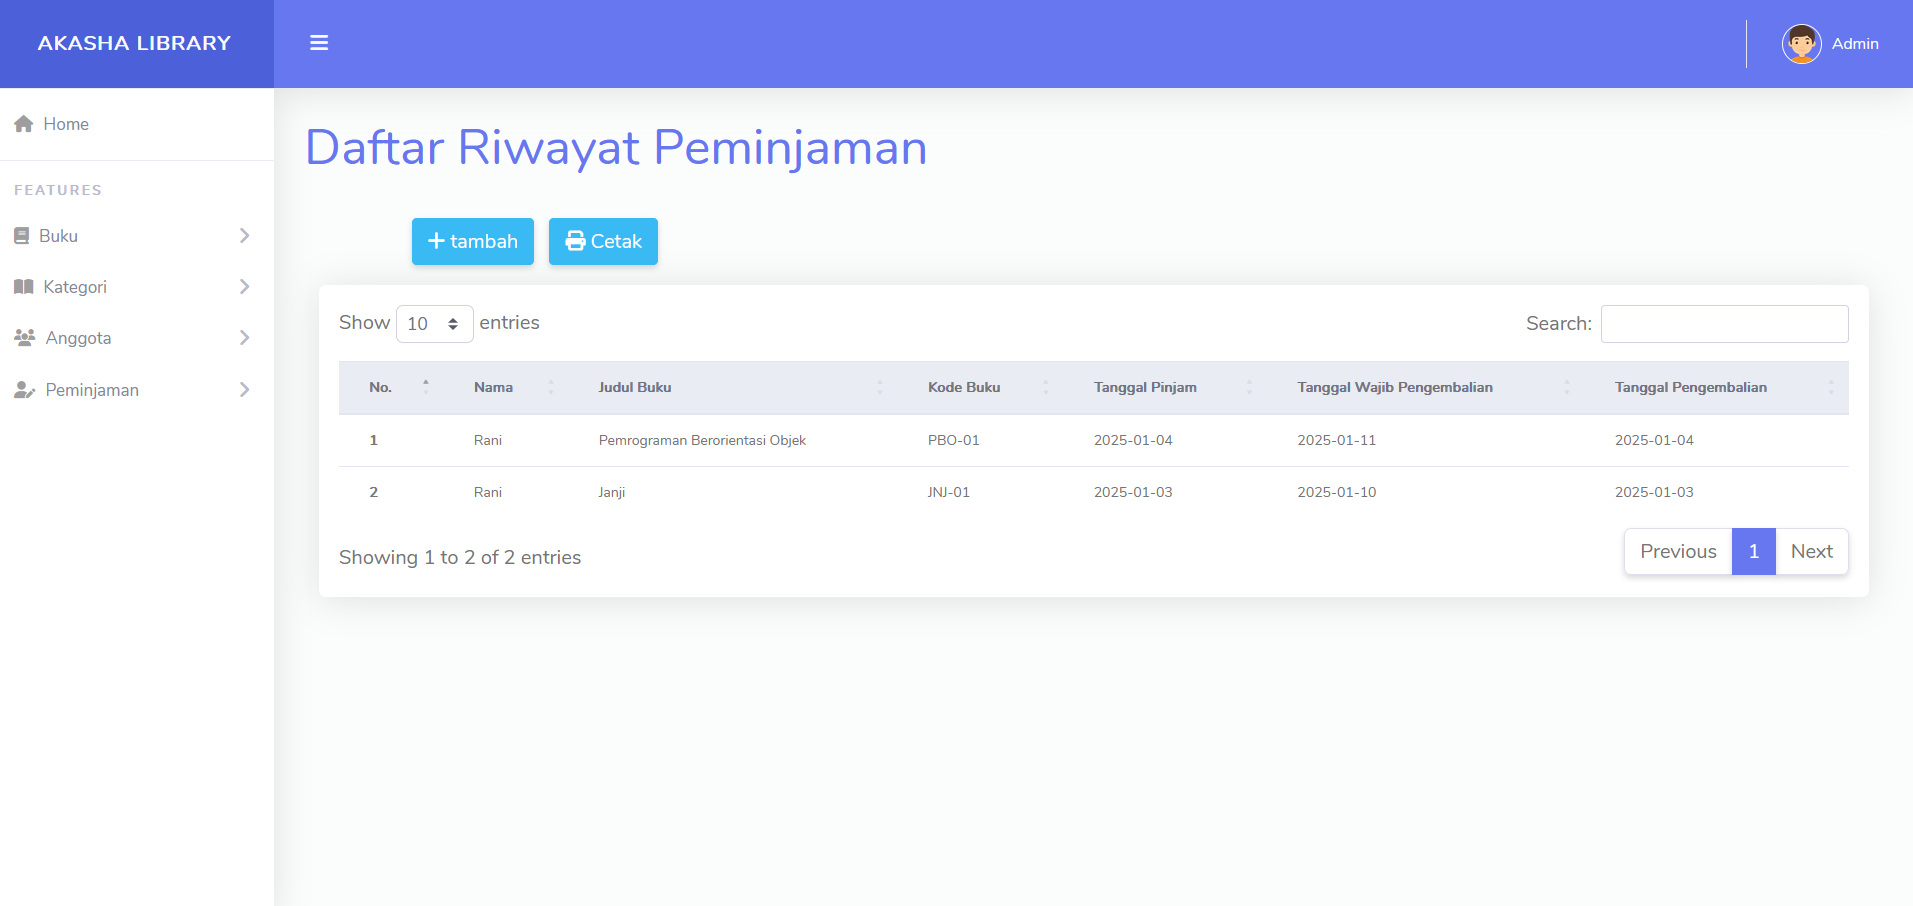 AKASHA LIBRARY
Admin
Home
FEATURES
Buku
Kategori
Anggota
Peminjaman
Daftar Riwayat Peminjaman
tambah Cetak
Show 10 entries Search:
No. Nama Judul Buku Kode Buku Tanggal Pinjam Tanggal Wajib Pengembalian Tanggal Pengembalian
1 Rani Pemrograman Berorientasi Objek PBO-01 2025-01-04 2025-01-11 2025-01-04
2 Rani Janji JNJ-01 2025-01-03 2025-01-10 2025-01-03
Showing 1 to 2 of 2 entries
Previous 1 Next